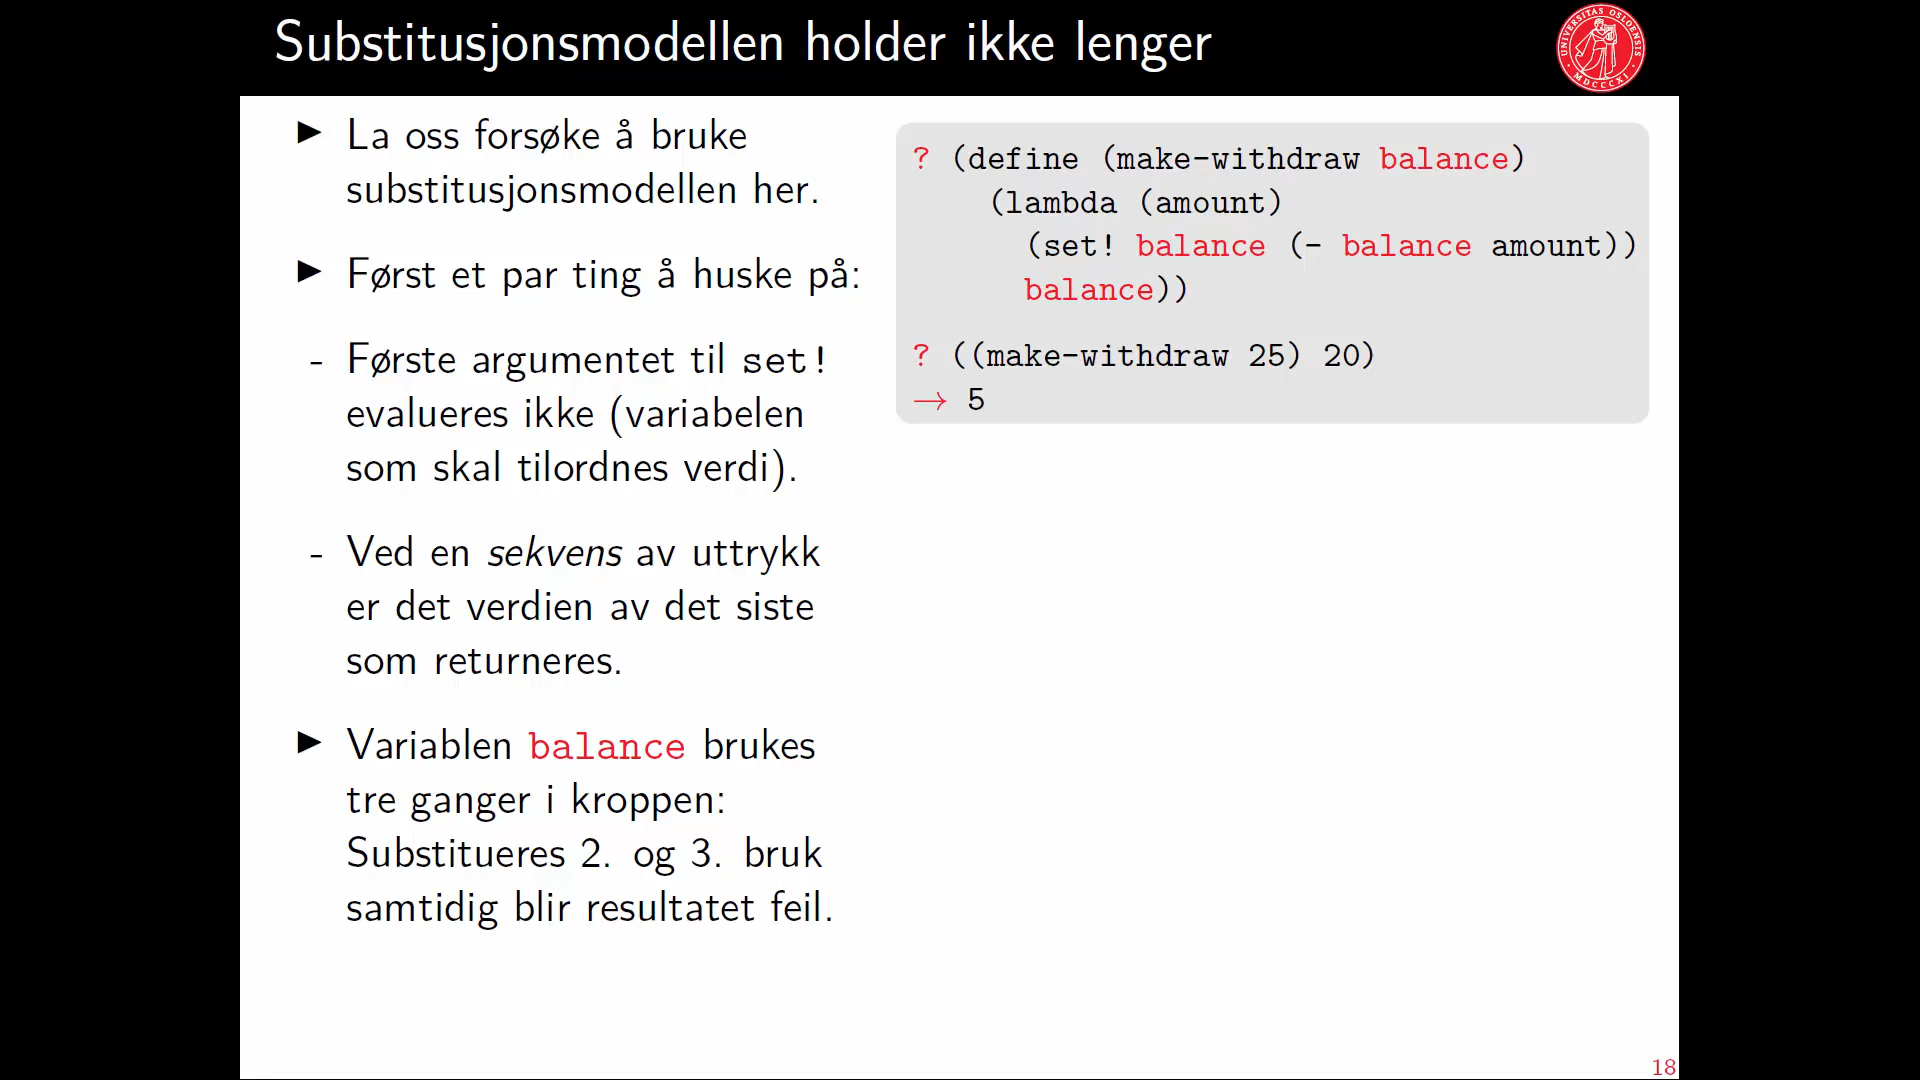 Substitusjonsmodellen holder ikke lenger
UNIVERSITAS OSLOENSIS
MDCCCXI
▶ La oss forsøke å bruke
substitusjonsmodellen her.
▶ Først et par ting å huske på:
- Første argumentet til set!
evalueres ikke (variabelen
som skal tilordnes verdi).
- Ved en sekvens av uttrykk
er det verdien av det siste
som returneres.
▶ Variablen balance brukes
tre ganger i kroppen:
Substitueres 2. og 3. bruk
samtidig blir resultatet feil.
? (define (make-withdraw balance)
(lambda (amount)
(set! balance (- balance amount))
balance))
? ((make-withdraw 25) 20)
→ 5
18